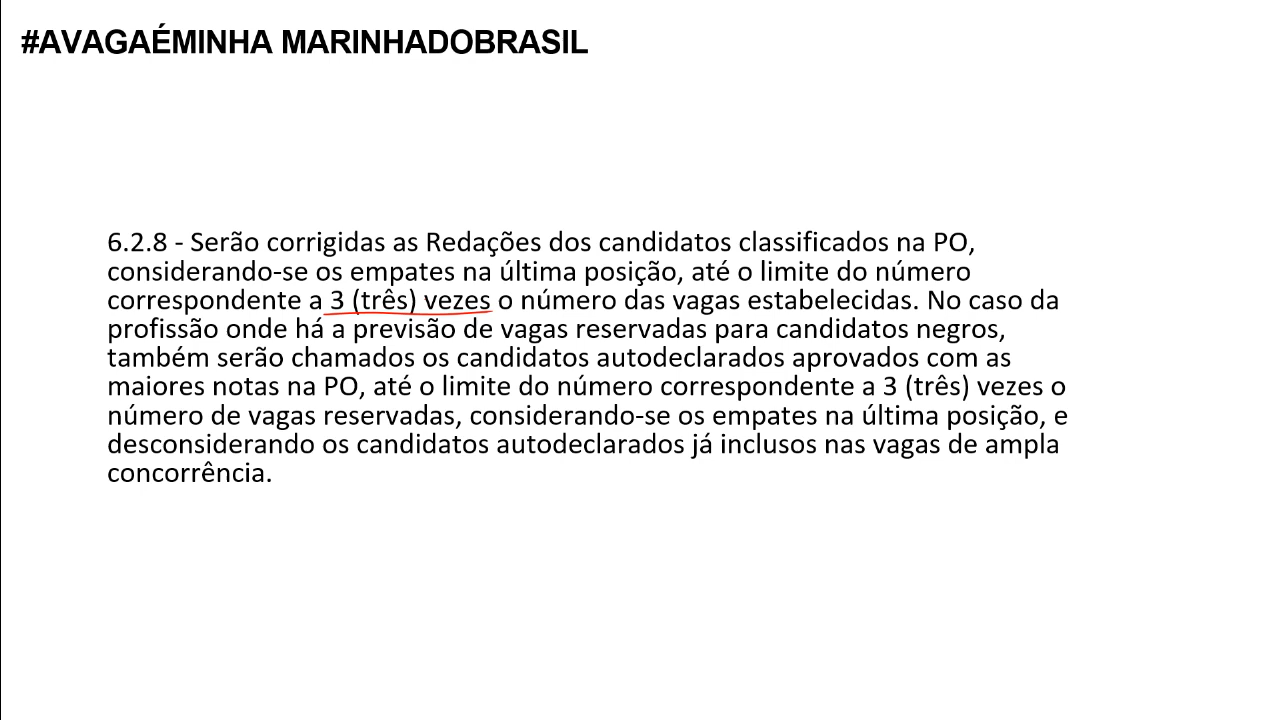 #AVAGAÉMINHA MARINHADOBRASIL
6.2.8 - Serão corrigidas as Redações dos candidatos classificados na PO,
considerando-se os empates na última posição, até o limite do número
correspondente a 3 (três) vezes o número das vagas estabelecidas. No caso da
profissão onde há a previsão de vagas reservadas para candidatos negros,
também serão chamados os candidatos autodeclarados aprovados com as
maiores notas na PO, até o limite do número correspondente a 3 (três) vezes o
número de vagas reservadas, considerando-se os empates na última posição, e
desconsiderando os candidatos autodeclarados já inclusos nas vagas de ampla
concorrência.